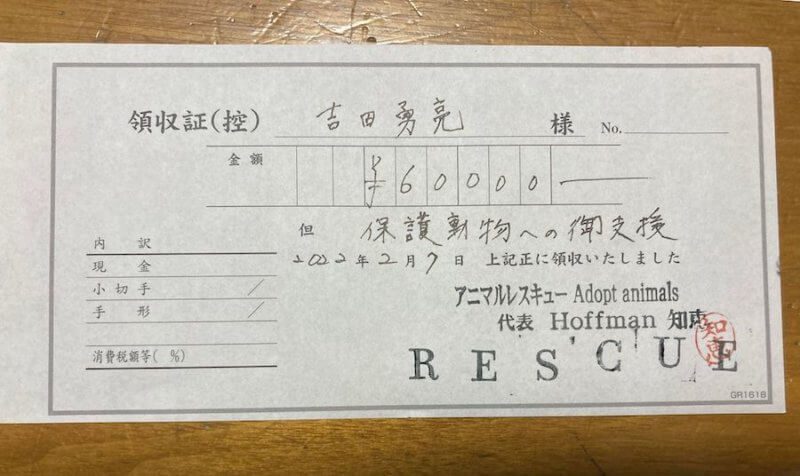 領収証(控) 吉田勇亮 様 No.
金額 ¥60000—
但 保護動物への御支援
2022年2月7日 上記正に領収いたしました
内訳
現金
小切手 /
手形 /
消費税額等( %)
アニマルレスキュー Adopt animals
代表 Hoffman 知恵
知恵
RESCUE
GR1618